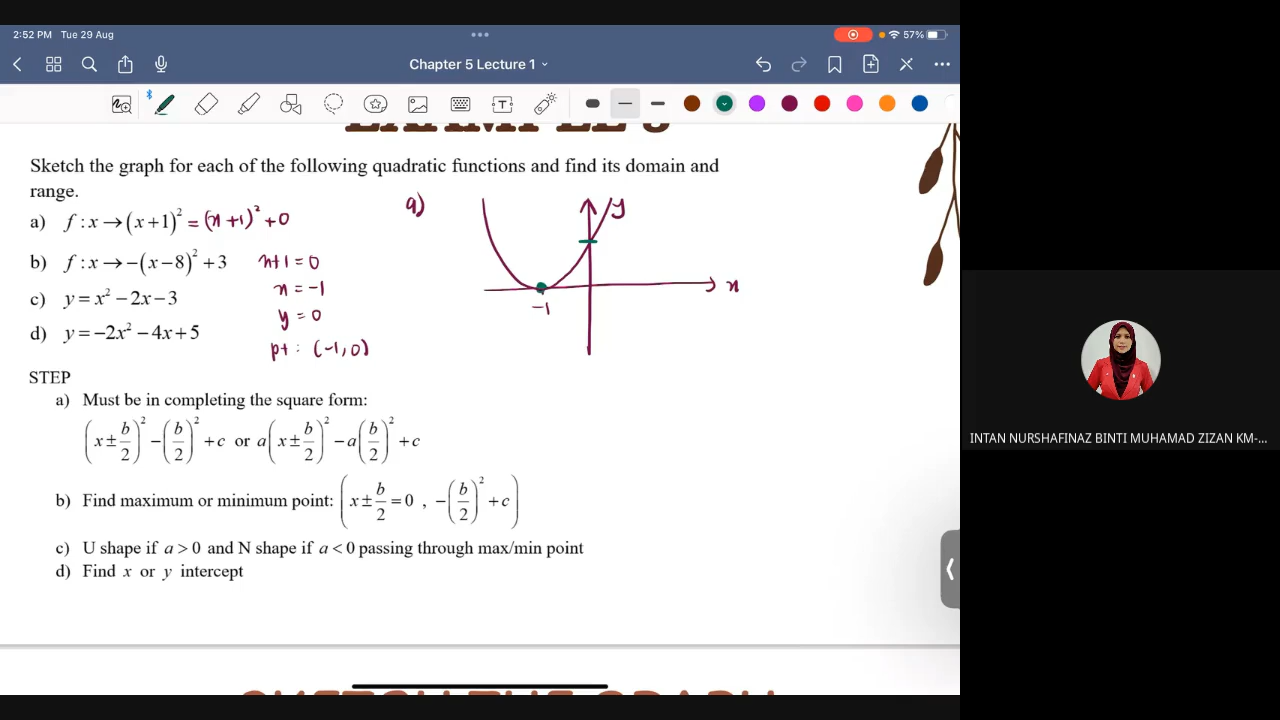 2:52 PM Tue 29 Aug
57%
Chapter 5 Lecture 1
Sketch the graph for each of the following quadratic functions and find its domain and
range.
a) f : x → (x+1)² = (x+1)² + 0
b) f : x → −(x−8)² + 3
c) y = x² − 2x − 3
d) y = −2x² − 4x + 5
x+1 = 0
x = −1
y = 0
pt : (−1, 0)
a)
y
x
−1
STEP
a) Must be in completing the square form:
(x ± b/2)² − (b/2)² + c or a(x ± b/2)² − a(b/2)² + c
b) Find maximum or minimum point: (x ± b/2 = 0 , −(b/2)² + c)
c) U shape if a > 0 and N shape if a < 0 passing through max/min point
d) Find x or y intercept
INTAN NURSHAFINAZ BINTI MUHAMAD ZIZAN KM-...